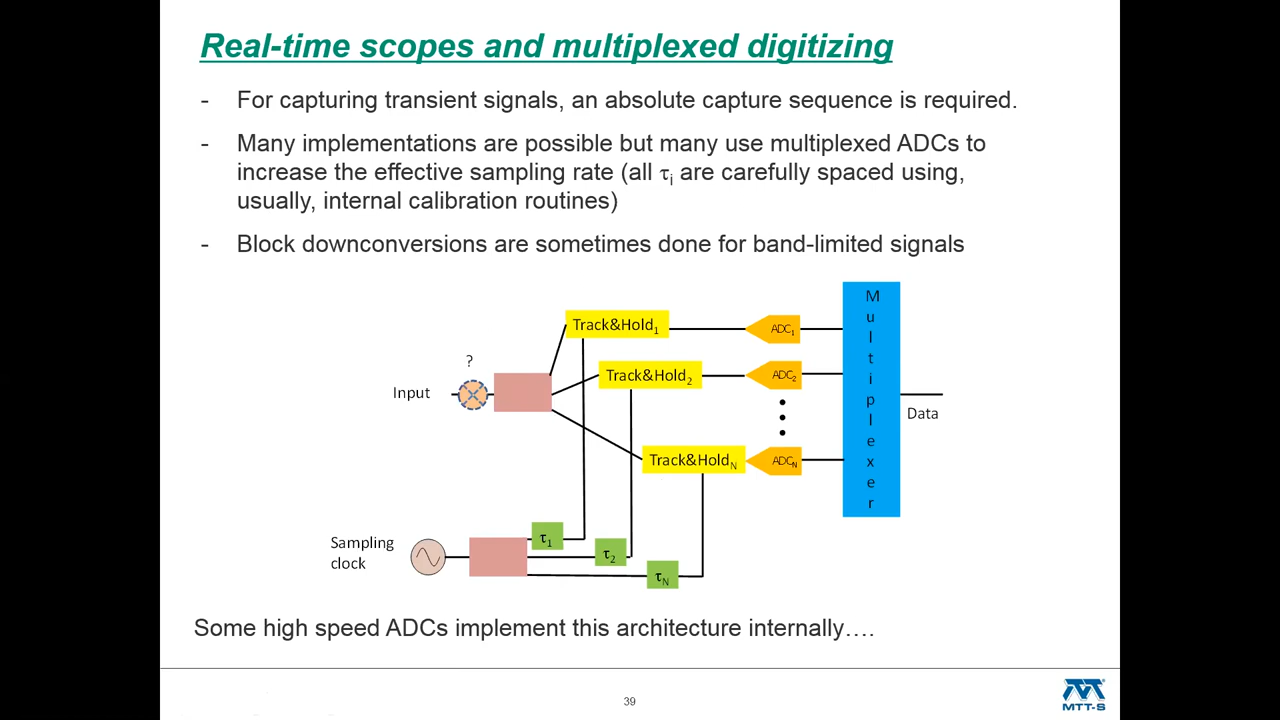 Real-time scopes and multiplexed digitizing
- For capturing transient signals, an absolute capture sequence is required.
- Many implementations are possible but many use multiplexed ADCs to
increase the effective sampling rate (all τi are carefully spaced using,
usually, internal calibration routines)
- Block downconversions are sometimes done for band-limited signals
?
Input
Track&Hold1
Track&Hold2
Track&HoldN
ADC1
ADC2
ADCN
Multiplexer
Data
Sampling
clock
τ1
τ2
τN
Some high speed ADCs implement this architecture internally….
39
MTT-S